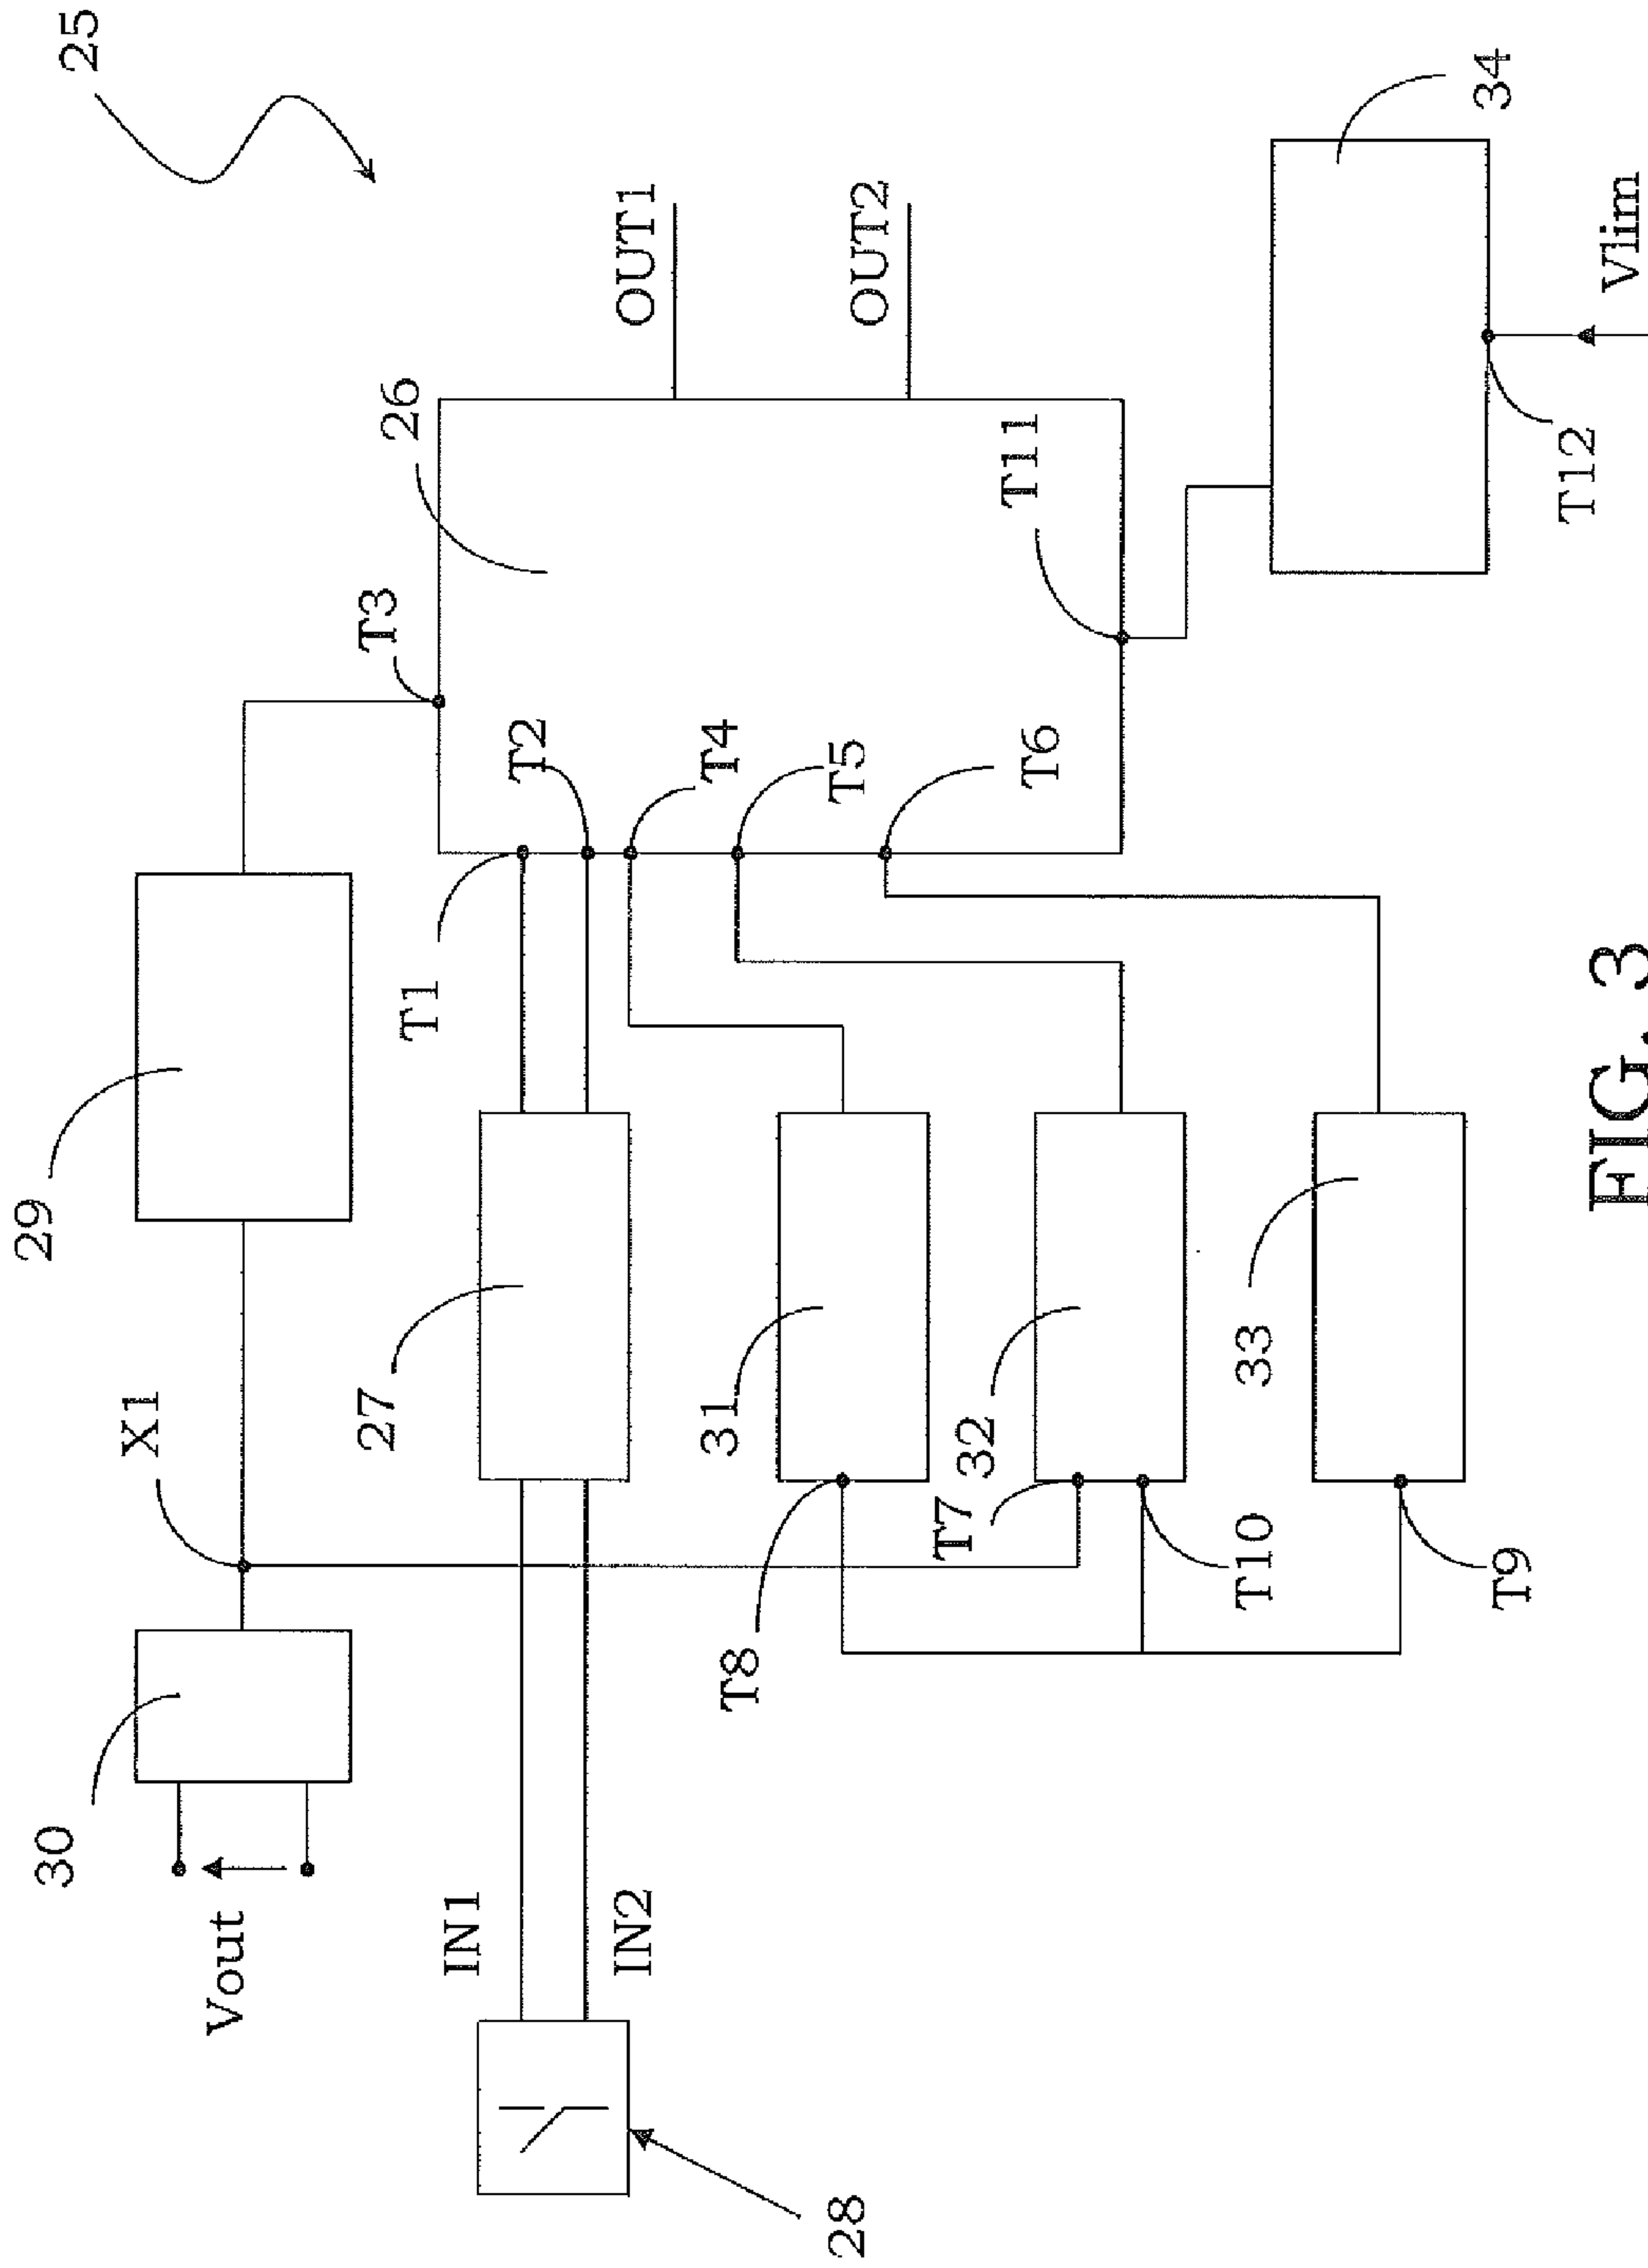 25
29
X1
30
Vout
T3
26
OUT1
OUT2
T1
T2
T4
T5
T6
T11
27
IN1
IN2
28
31
T8
32
T7
T10
33
T9
34
T12
Vlim
FIG. 3